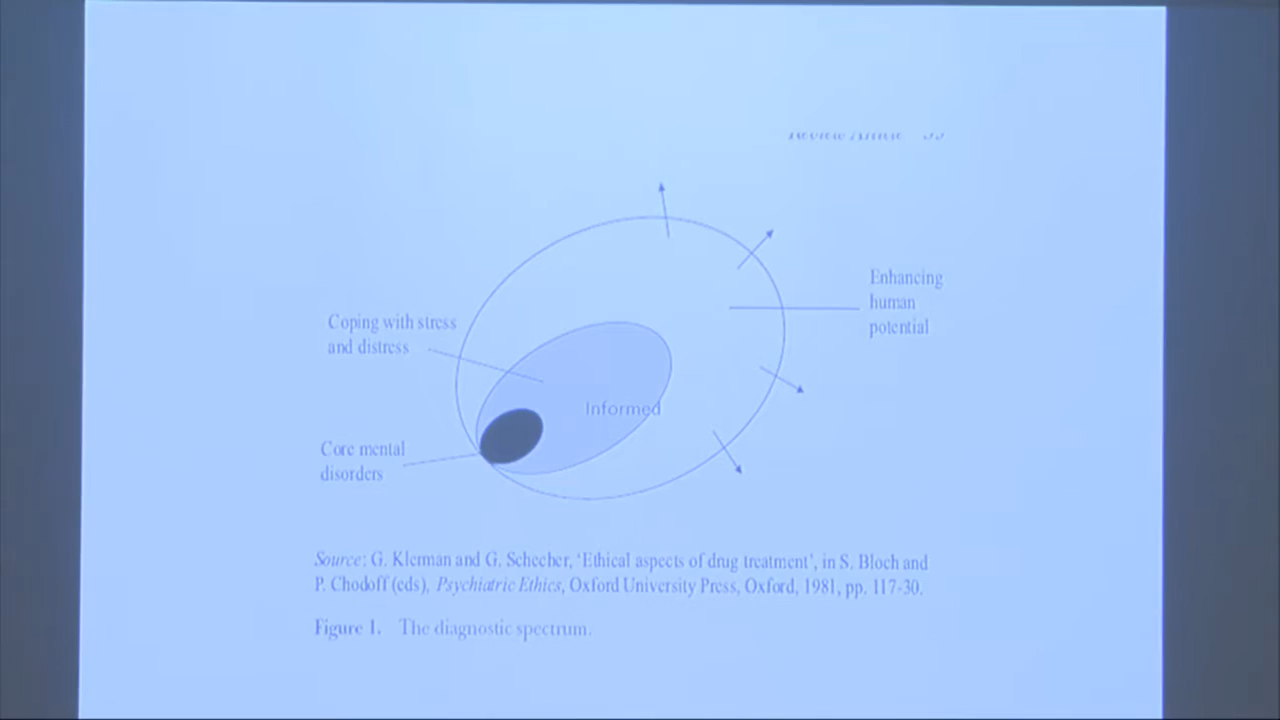 Enhancing
human
potential
Coping with stress
and distress
Informed
Core mental
disorders
Source: G. Klerman and G. Schecher, ‘Ethical aspects of drug treatment’, in S. Bloch and
P. Chodoff (eds), Psychiatric Ethics, Oxford University Press, Oxford, 1981, pp. 117-30.
Figure 1. The diagnostic spectrum.